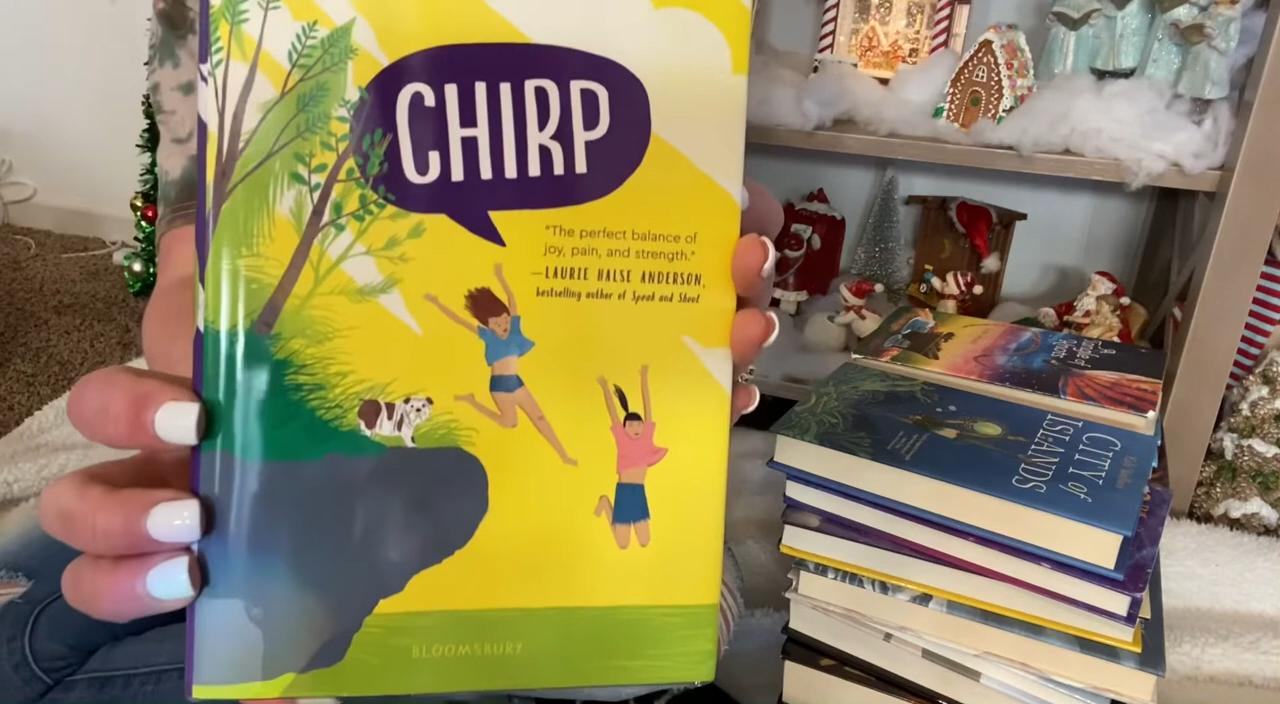 CHIRP
"The perfect balance of
joy, pain, and strength."
—LAURIE HALSE ANDERSON,
bestselling author of Speak and Shout
BLOOMSBURY
CITY of
ISLANDS